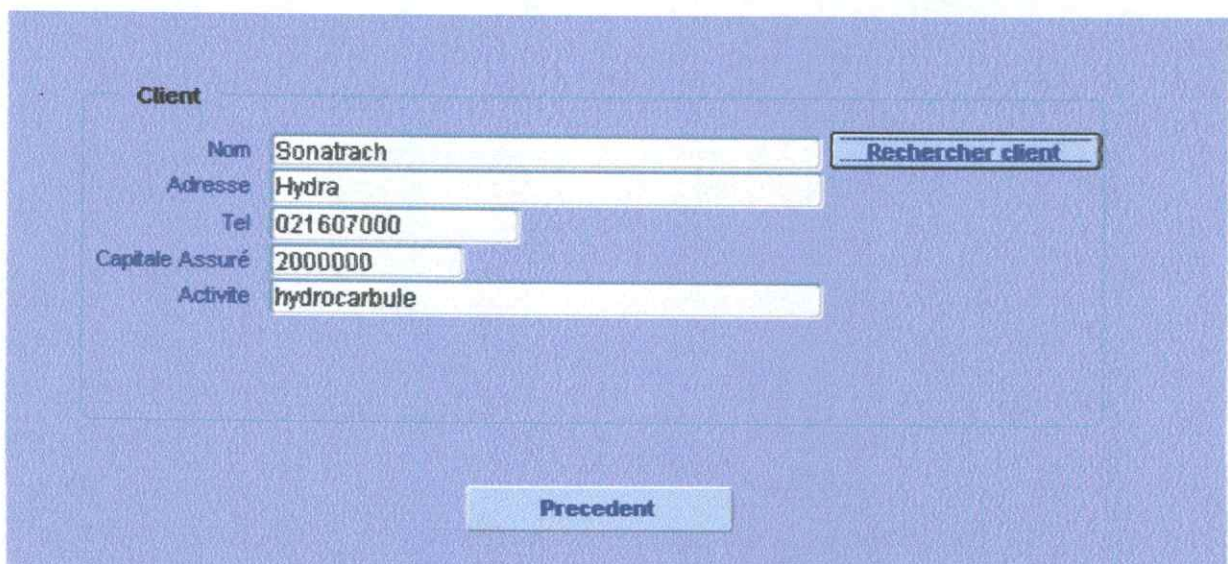 Client
Nom Sonatrach Rechercher client
Adresse Hydra
Tel 021607000
Capitale Assuré 2000000
Activite hydrocarbule
Precedent